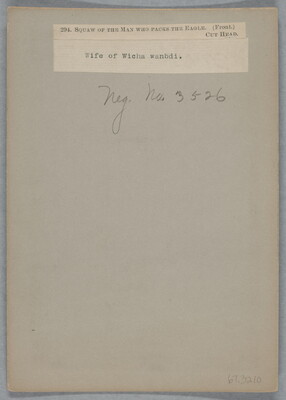 294. SQUAW OF THE MAN WHO FACES THE EAGLE. (Front.)
CUT HEAD.
Wife of Wicha wanbdi.
Neg. No. 3526